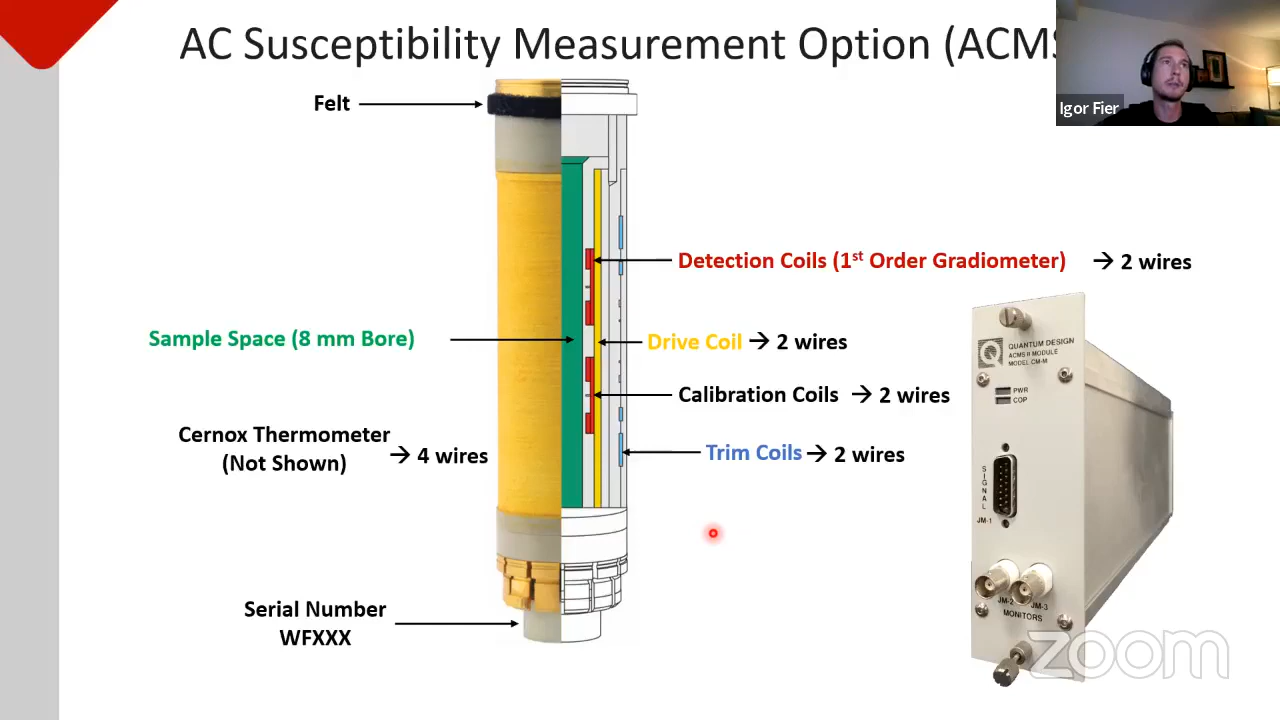 AC Susceptibility Measurement Option (ACMS
Igor Fier
Felt
Detection Coils (1st Order Gradiometer) → 2 wires
Sample Space (8 mm Bore)
Drive Coil → 2 wires
Calibration Coils → 2 wires
Cernox Thermometer
(Not Shown) → 4 wires
Trim Coils → 2 wires
Serial Number
WFXXX
QUANTUM DESIGN
ACMS II MODULE
MODEL CM-M
PWR
COP
SIGNAL
JM-1
JM-2
JM-3
MONITORS
zoom